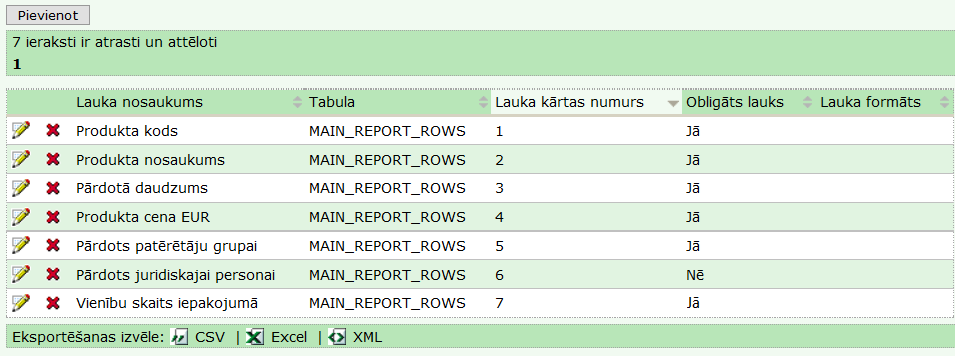 Pievienot
7 ieraksti ir atrasti un attēloti
1
Lauka nosaukums Tabula Lauka kārtas numurs Obligāts lauks Lauka formāts
Produkta kods MAIN_REPORT_ROWS 1 Jā
Produkta nosaukums MAIN_REPORT_ROWS 2 Jā
Pārdotā daudzums MAIN_REPORT_ROWS 3 Jā
Produkta cena EUR MAIN_REPORT_ROWS 4 Jā
Pārdots patērētāju grupai MAIN_REPORT_ROWS 5 Jā
Pārdots juridiskajai personai MAIN_REPORT_ROWS 6 Nē
Vienību skaits iepakojumā MAIN_REPORT_ROWS 7 Jā
Eksportēšanas izvēle: CSV | Excel | XML